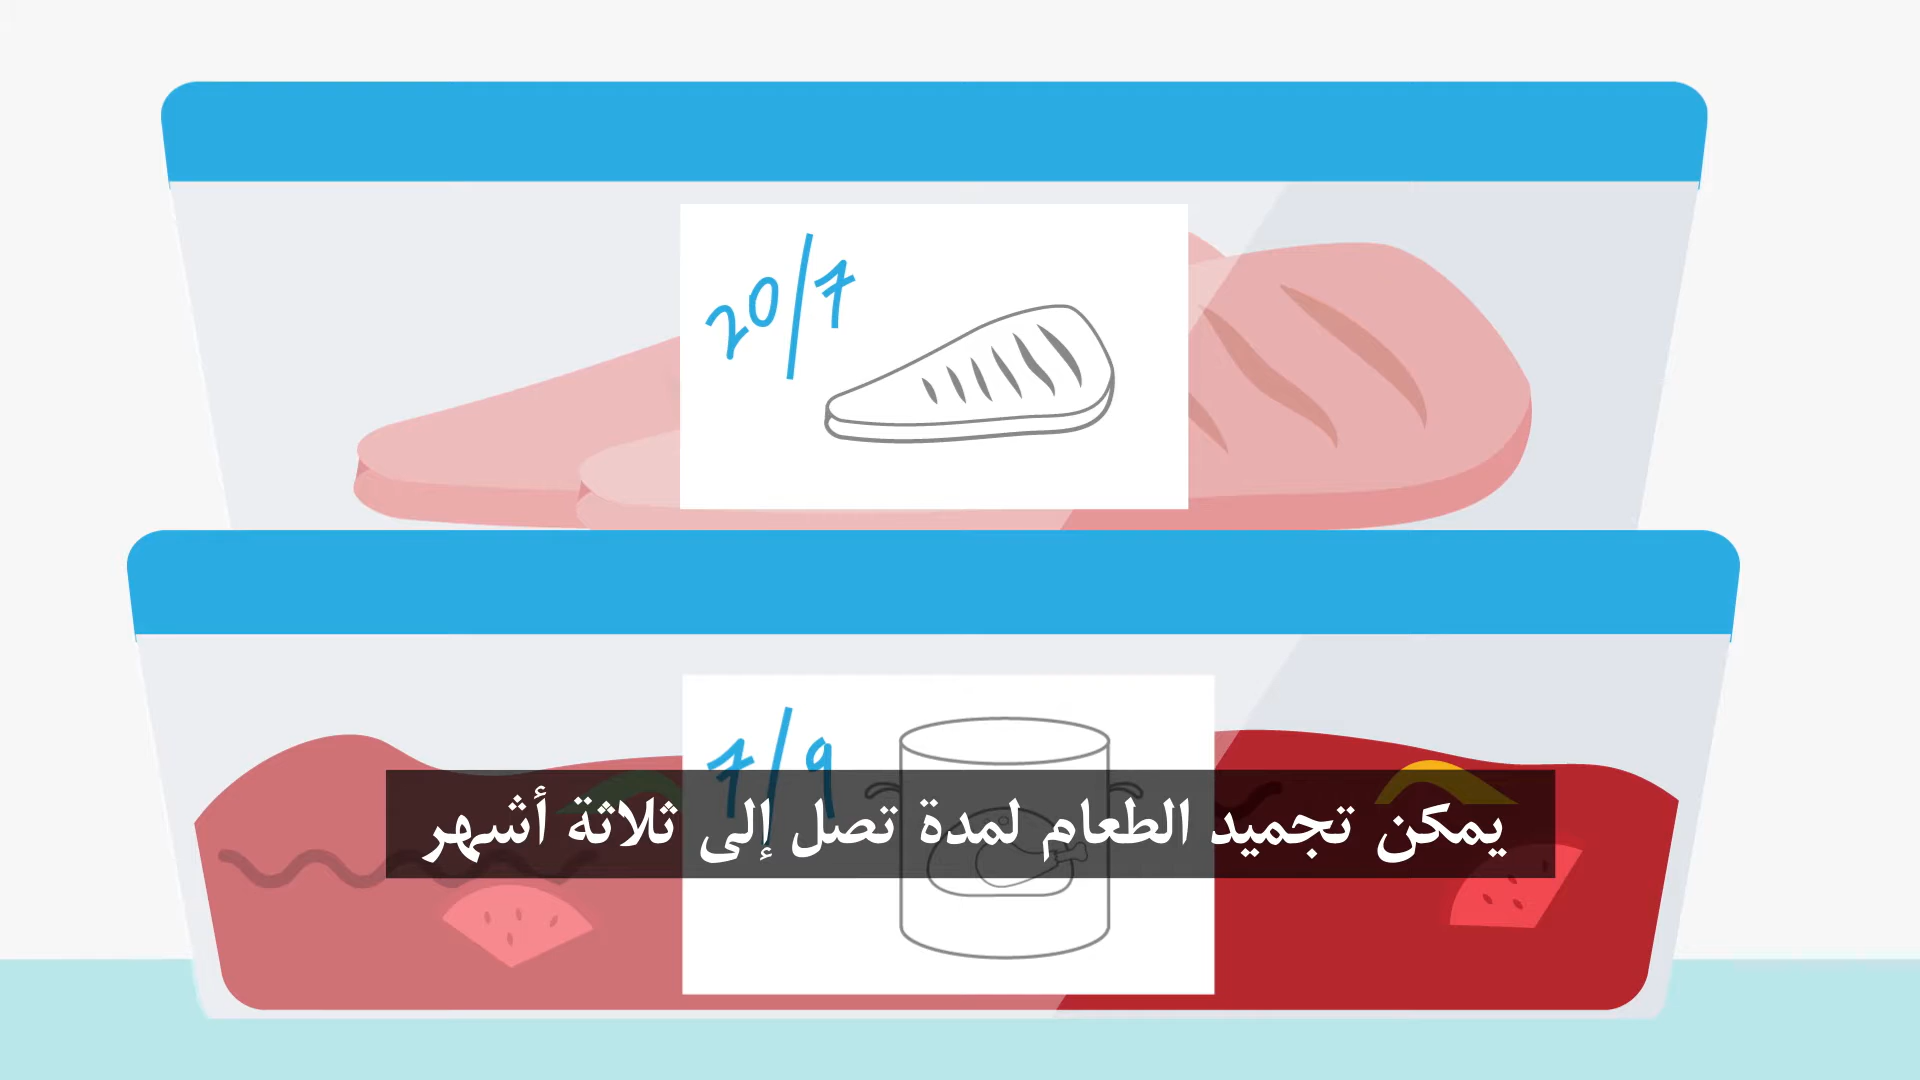 20/7
7/9
يمكن تجميد الطعام لمدة تصل إلى ثلاثة أشهر